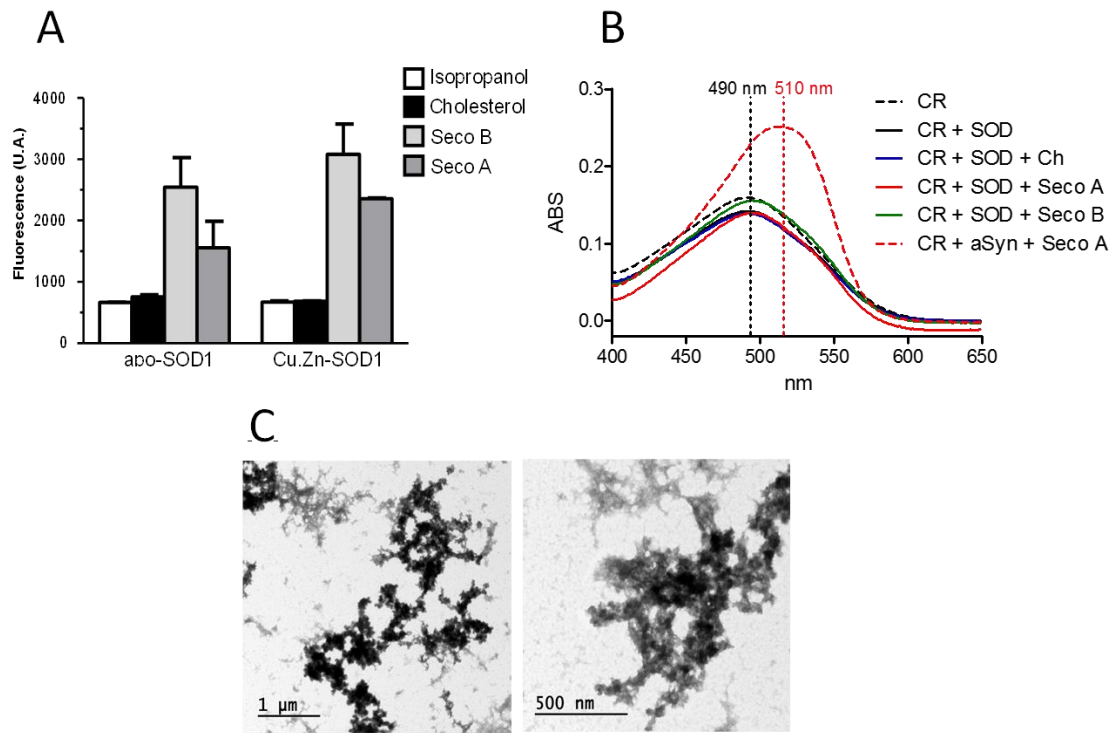 A
Isopropanol
Cholesterol
Seco B
Seco A
Fluorescence (U.A.)
4000
3000
2000
1000
0
apo-SOD1
Cu.Zn-SOD1
B
490 nm
510 nm
ABS
0.3
0.2
0.1
0.0
400
450
500
550
600
650
nm
CR
CR + SOD
CR + SOD + Ch
CR + SOD + Seco A
CR + SOD + Seco B
CR + aSyn + Seco A
C
1 µm
500 nm